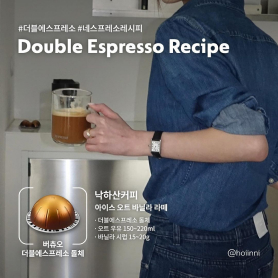 #더블에스프레소 #네스프레소레시피
Double Espresso Recipe
낙하산커피
아이스 오트 바닐라 라떼
· 더블에스프레소 돌체
· 오트 우유 150~220ml
· 바닐라 시럽 15~20g
버츄오
더블에스프레소 돌체
@holinni